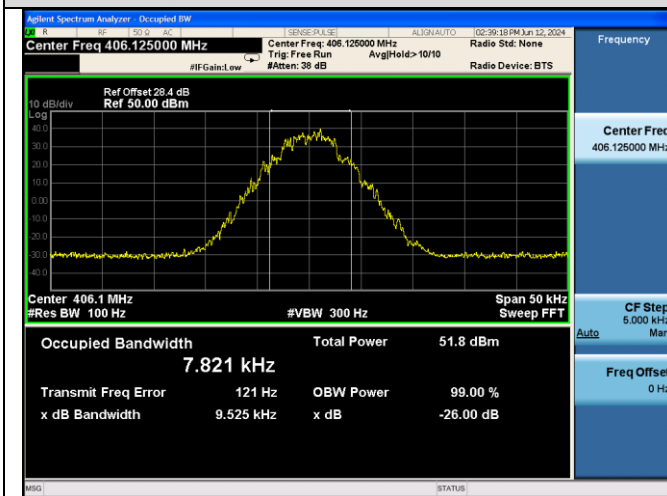 Agilent Spectrum Analyzer - Occupied BW
R RF 50 Ω AC SENSE:PULSE ALIGN AUTO 02:39:18 PM Jun 12, 2024
Center Freq 406.125000 MHz
Center Freq: 406.125000 MHz
Radio Std: None
Trig: Free Run Avg|Hold:>10/10
#IFGain:Low #Atten: 38 dB Radio Device: BTS
Frequency
Ref Offset 28.4 dB
10 dB/div Ref 50.00 dBm
Log
40.0
30.0
20.0
10.0
0.00
-10.0
-20.0
-30.0
-40.0
Center Freq
406.125000 MHz
Center 406.1 MHz Span 50 kHz
#Res BW 100 Hz #VBW 300 Hz Sweep FFT
CF Step
5.000 kHz
Auto Man
Occupied Bandwidth Total Power 51.8 dBm
7.821 kHz
Transmit Freq Error 121 Hz OBW Power 99.00 %
x dB Bandwidth 9.525 kHz x dB -26.00 dB
Freq Offset
0 Hz
MSG STATUS